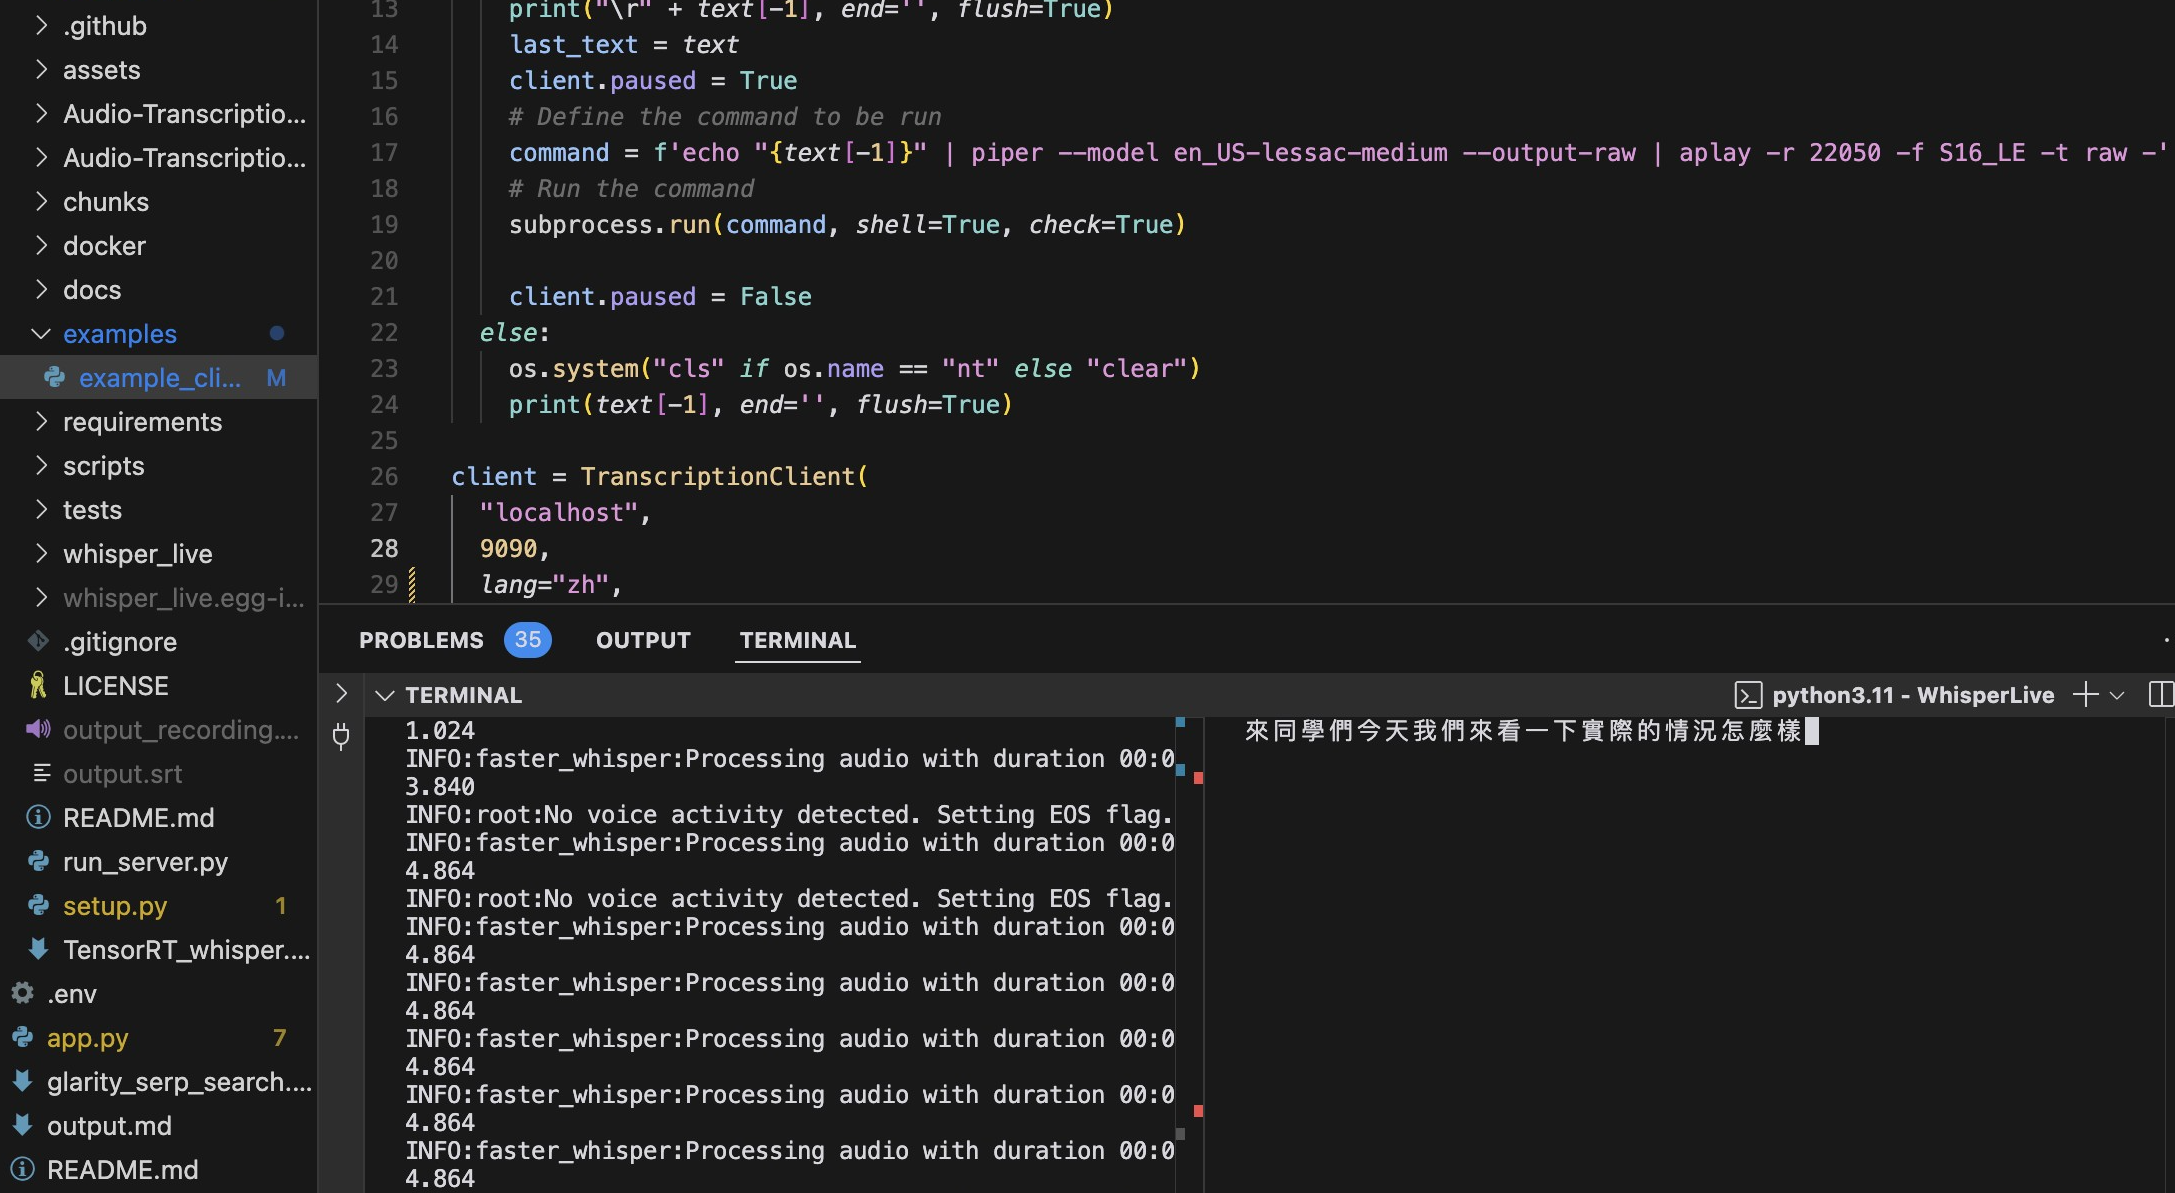 .github
assets
Audio-Transcriptio...
Audio-Transcriptio...
chunks
docker
docs
examples
example_cli... M
requirements
scripts
tests
whisper_live
whisper_live.egg-i...
.gitignore
LICENSE
output_recording....
output.srt
README.md
run_server.py
setup.py 1
TensorRT_whisper....
.env
app.py 7
glarity_serp_search....
output.md
README.md
13 print("\r" + text[-1], end='', flush=True)
14 last_text = text
15 client.paused = True
16 # Define the command to be run
17 command = f'echo "{text[-1]}" | piper --model en_US-lessac-medium --output-raw | aplay -r 22050 -f S16_LE -t raw -'
18 # Run the command
19 subprocess.run(command, shell=True, check=True)
20
21 client.paused = False
22 else:
23 os.system("cls" if os.name == "nt" else "clear")
24 print(text[-1], end='', flush=True)
25
26 client = TranscriptionClient(
27 "localhost",
28 9090,
29 lang="zh",
PROBLEMS 35 OUTPUT TERMINAL
TERMINAL python3.11 - WhisperLive
1.024
INFO:faster_whisper:Processing audio with duration 00:0
3.840
INFO:root:No voice activity detected. Setting EOS flag.
INFO:faster_whisper:Processing audio with duration 00:0
4.864
INFO:root:No voice activity detected. Setting EOS flag.
INFO:faster_whisper:Processing audio with duration 00:0
4.864
INFO:faster_whisper:Processing audio with duration 00:0
4.864
INFO:faster_whisper:Processing audio with duration 00:0
4.864
INFO:faster_whisper:Processing audio with duration 00:0
4.864
INFO:faster_whisper:Processing audio with duration 00:0
4.864
來同學們今天我們來看一下實際的情況怎麼樣